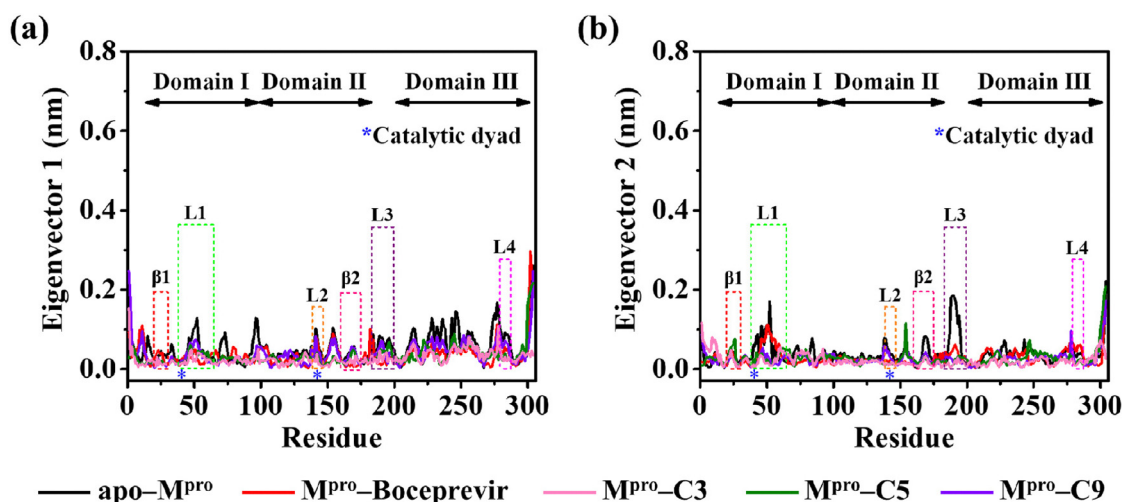 (a)
Eigenvector 1 (nm)
0.8
0.6
0.4
0.2
0.0
Domain I Domain II Domain III
*Catalytic dyad
L1
L3
L4
β1
L2
β2
*
*
0 50 100 150 200 250 300
Residue
(b)
Eigenvector 2 (nm)
0.8
0.6
0.4
0.2
0.0
Domain I Domain II Domain III
*Catalytic dyad
L1
L3
L4
β1
L2
β2
*
*
0 50 100 150 200 250 300
Residue
apo–Mᵖʳᵒ Mᵖʳᵒ–Boceprevir Mᵖʳᵒ–C3 Mᵖʳᵒ–C5 Mᵖʳᵒ–C9